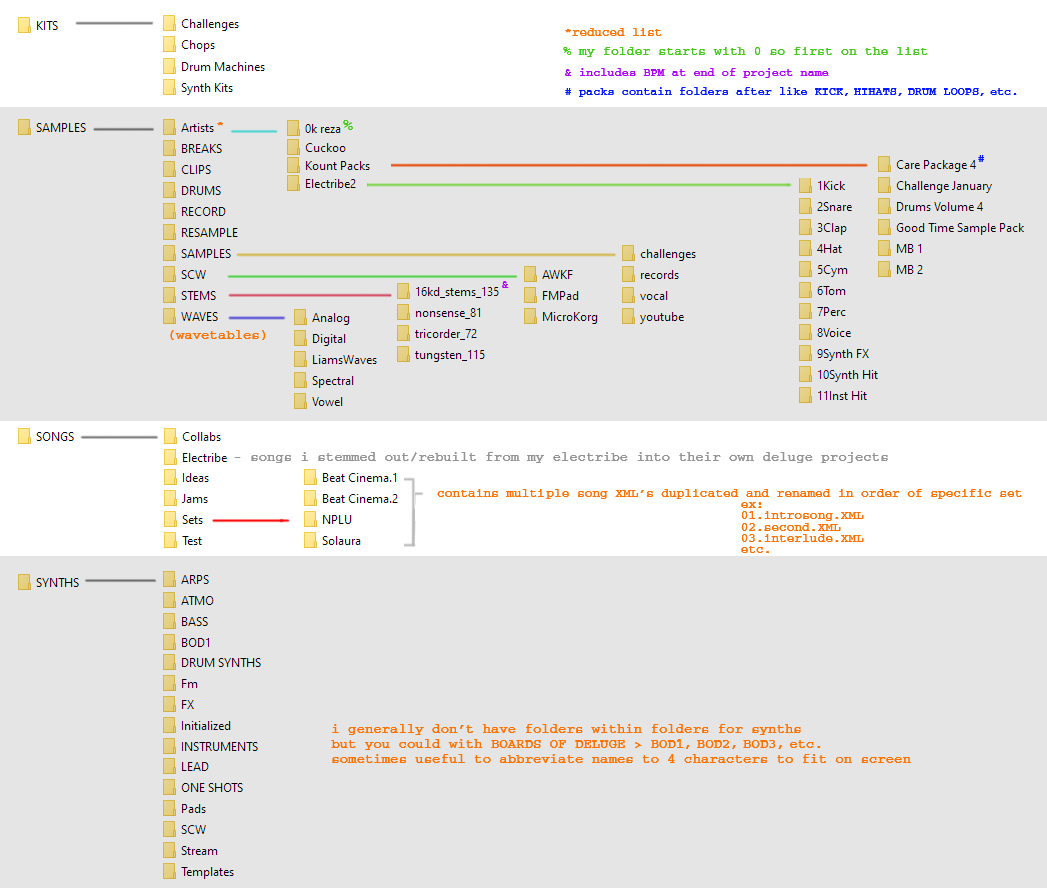 KITS
Challenges
Chops
Drum Machines
Synth Kits
*reduced list
% my folder starts with 0 so first on the list
& includes BPM at end of project name
# packs contain folders after like KICK, HIHATS, DRUM LOOPS, etc.
SAMPLES
Artists *
BREAKS
CLIPS
DRUMS
RECORD
RESAMPLE
SAMPLES
SCW
STEMS
WAVES
(wavetables)
0k reza %
Cuckoo
Kount Packs
Electribe2
Care Package 4 #
Challenge January
Drums Volume 4
Good Time Sample Pack
MB 1
MB 2
1Kick
2Snare
3Clap
4Hat
5Cym
6Tom
7Perc
8Voice
9Synth FX
10Synth Hit
11Inst Hit
challenges
records
vocal
youtube
AWKF
FMPad
MicroKorg
16kd_stems_135 &
nonsense_81
tricorder_72
tungsten_115
Analog
Digital
LiamsWaves
Spectral
Vowel
SONGS
Collabs
Electribe - songs i stemmed out/rebuilt from my electribe into their own deluge projects
Ideas
Jams
Sets
Test
Beat Cinema.1
Beat Cinema.2
NPLU
Solaura
contains multiple song XML's duplicated and renamed in order of specific set
ex:
01.introsong.XML
02.second.XML
03.interlude.XML
etc.
SYNTHS
ARPS
ATMO
BASS
BOD1
DRUM SYNTHS
Fm
FX
Initialized
INSTRUMENTS
LEAD
ONE SHOTS
Pads
SCW
Stream
Templates
i generally don't have folders within folders for synths
but you could with BOARDS OF DELUGE > BOD1, BOD2, BOD3, etc.
sometimes useful to abbreviate names to 4 characters to fit on screen